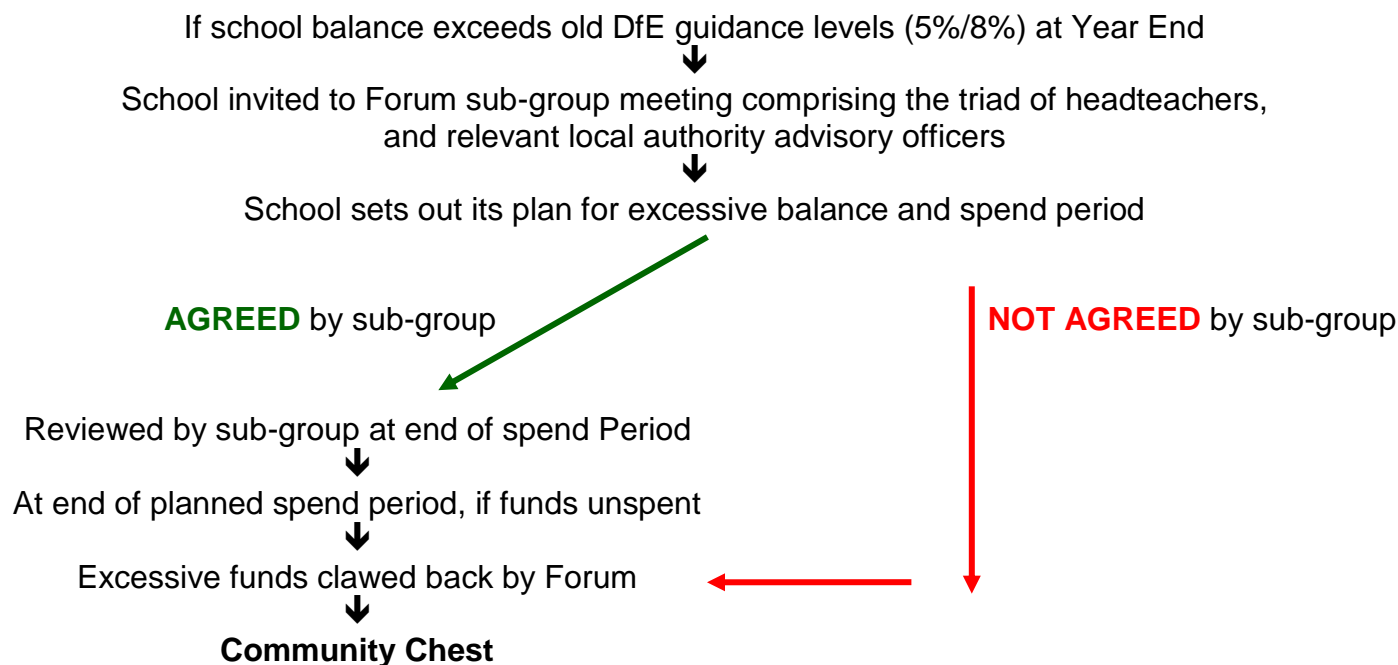 If school balance exceeds old DfE guidance levels (5%/8%) at Year End
School invited to Forum sub-group meeting comprising the triad of headteachers,
and relevant local authority advisory officers
School sets out its plan for excessive balance and spend period
AGREED by sub-group
NOT AGREED by sub-group
Reviewed by sub-group at end of spend Period
At end of planned spend period, if funds unspent
Excessive funds clawed back by Forum
Community Chest